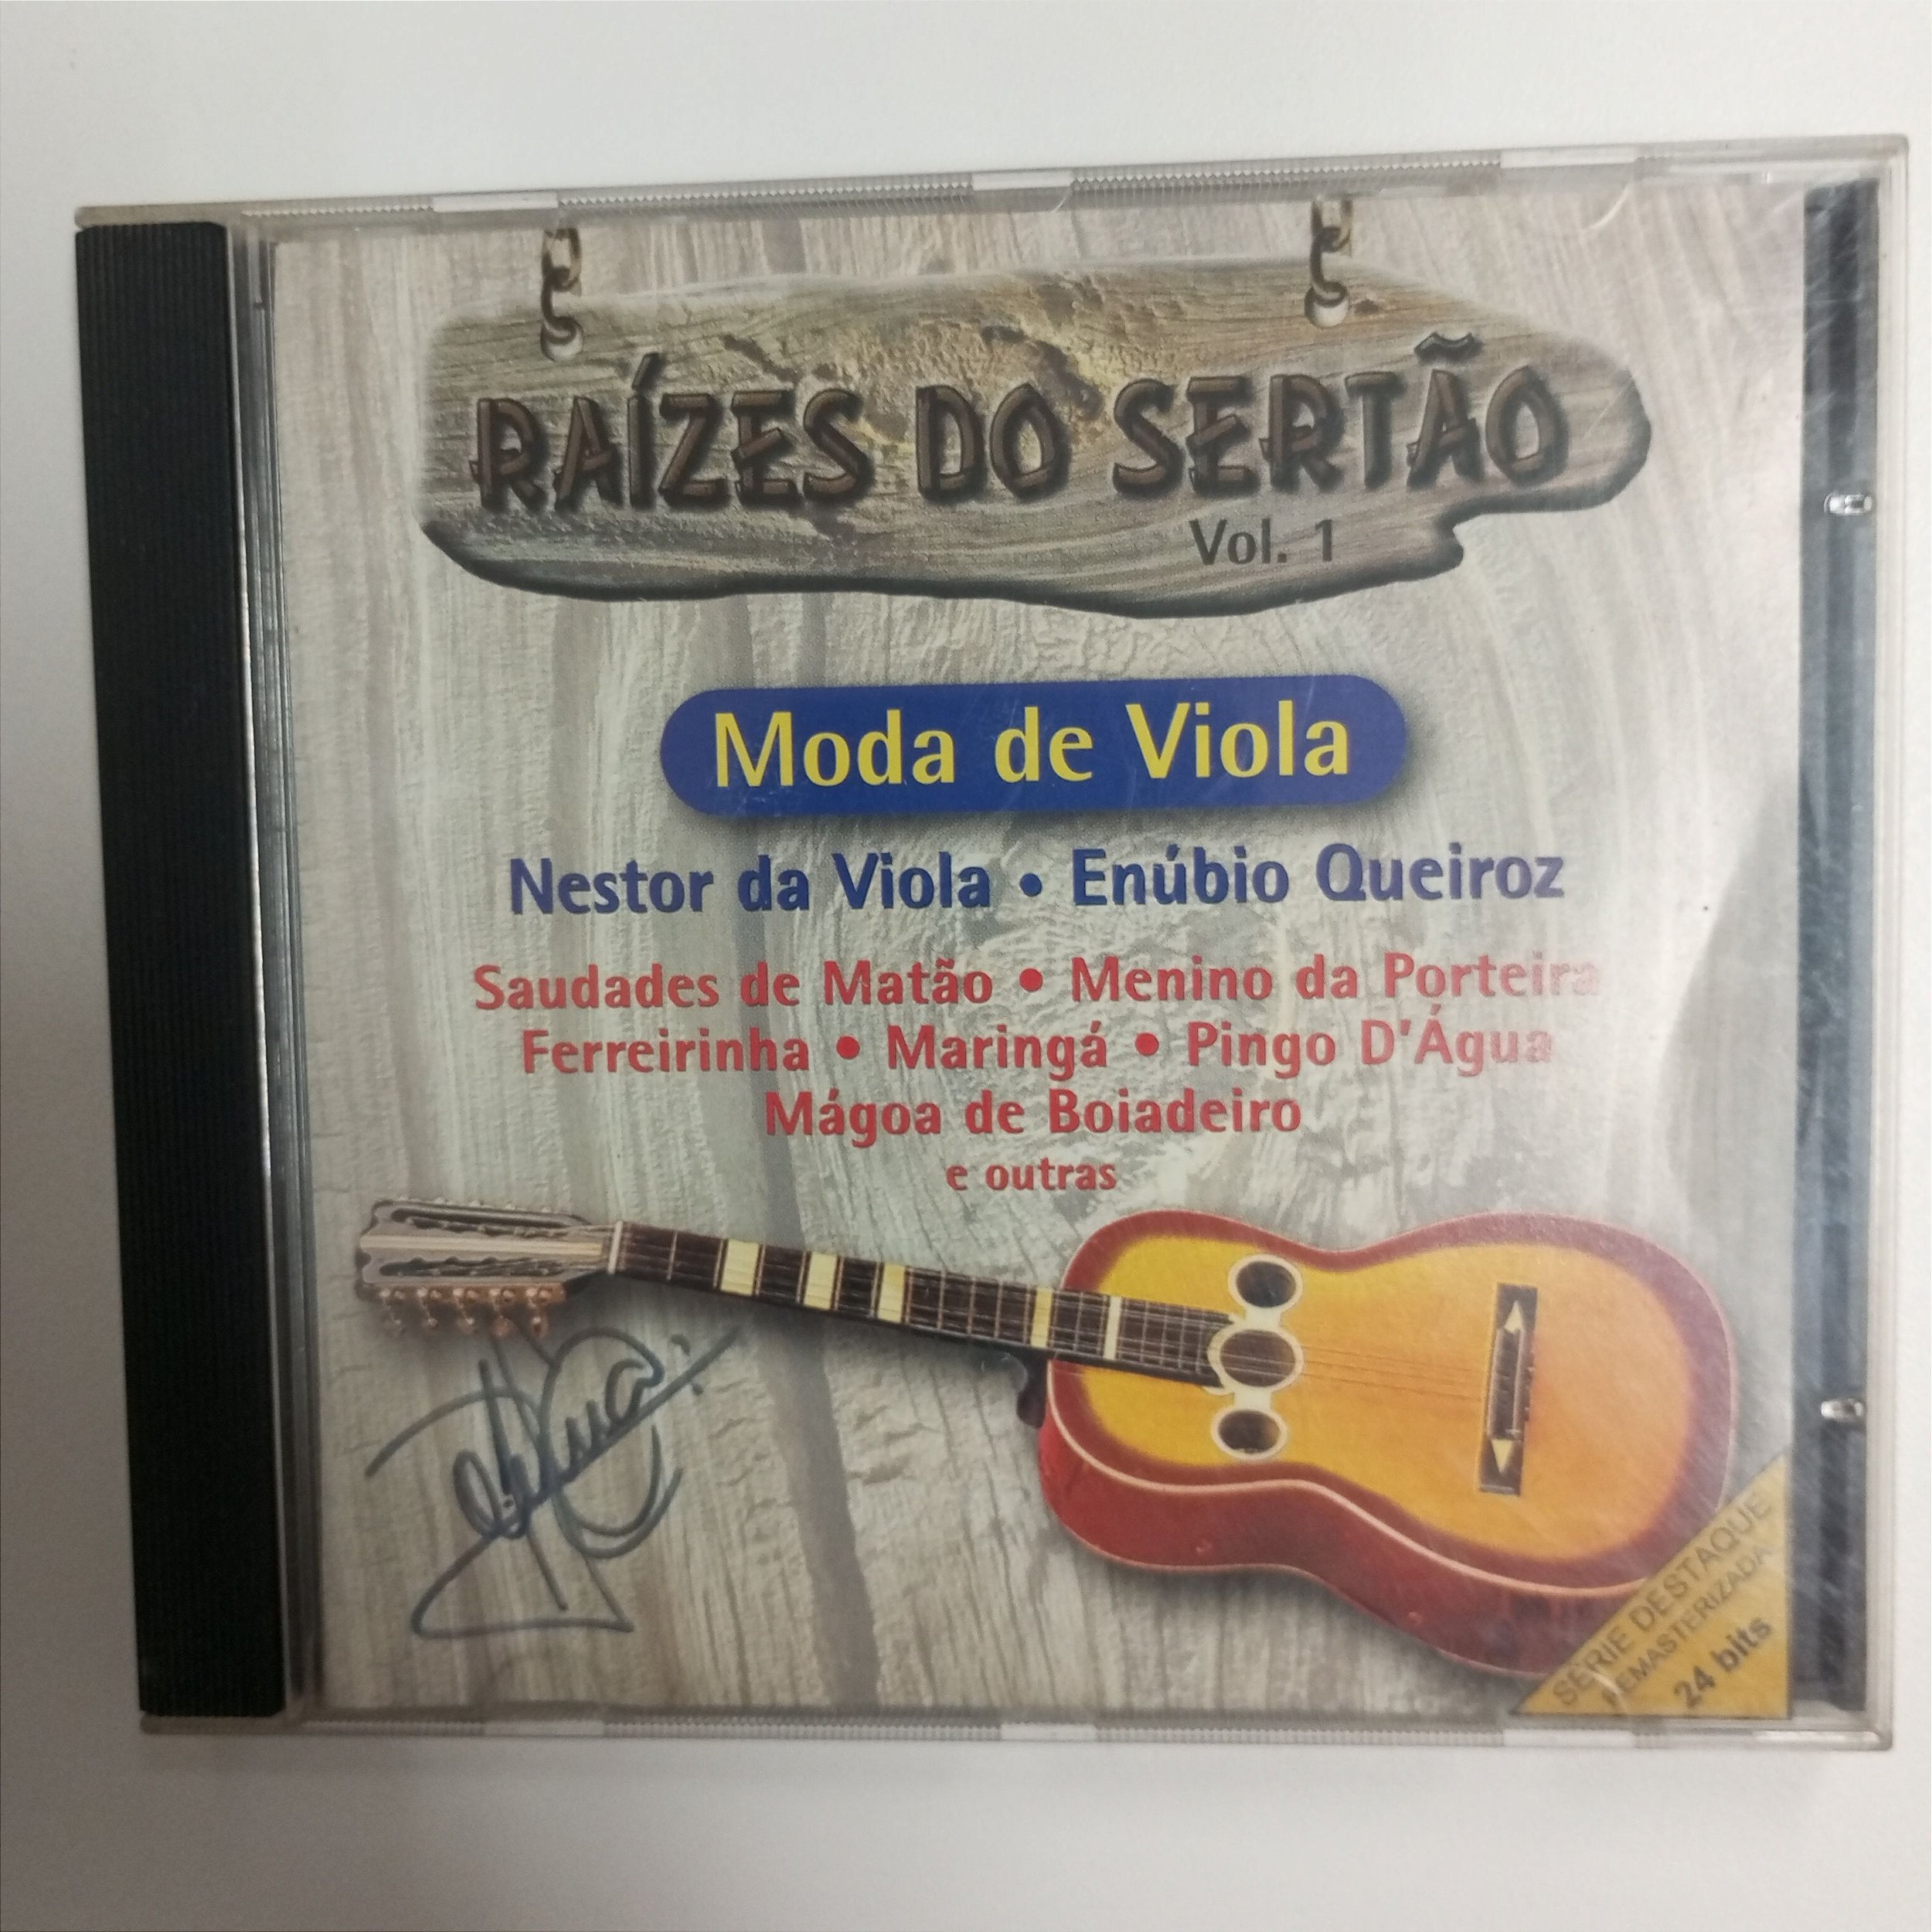 RAÍZES DO SERTÃO
Vol. 1
Moda de Viola
Nestor da Viola • Enúbio Queiroz
Saudades de Matão • Menino da Porteira
Ferreirinha • Maringá • Pingo D'Água
Mágoa de Boiadeiro
e outras
SÉRIE DESTAQUE
REMASTERIZADA
24 bits